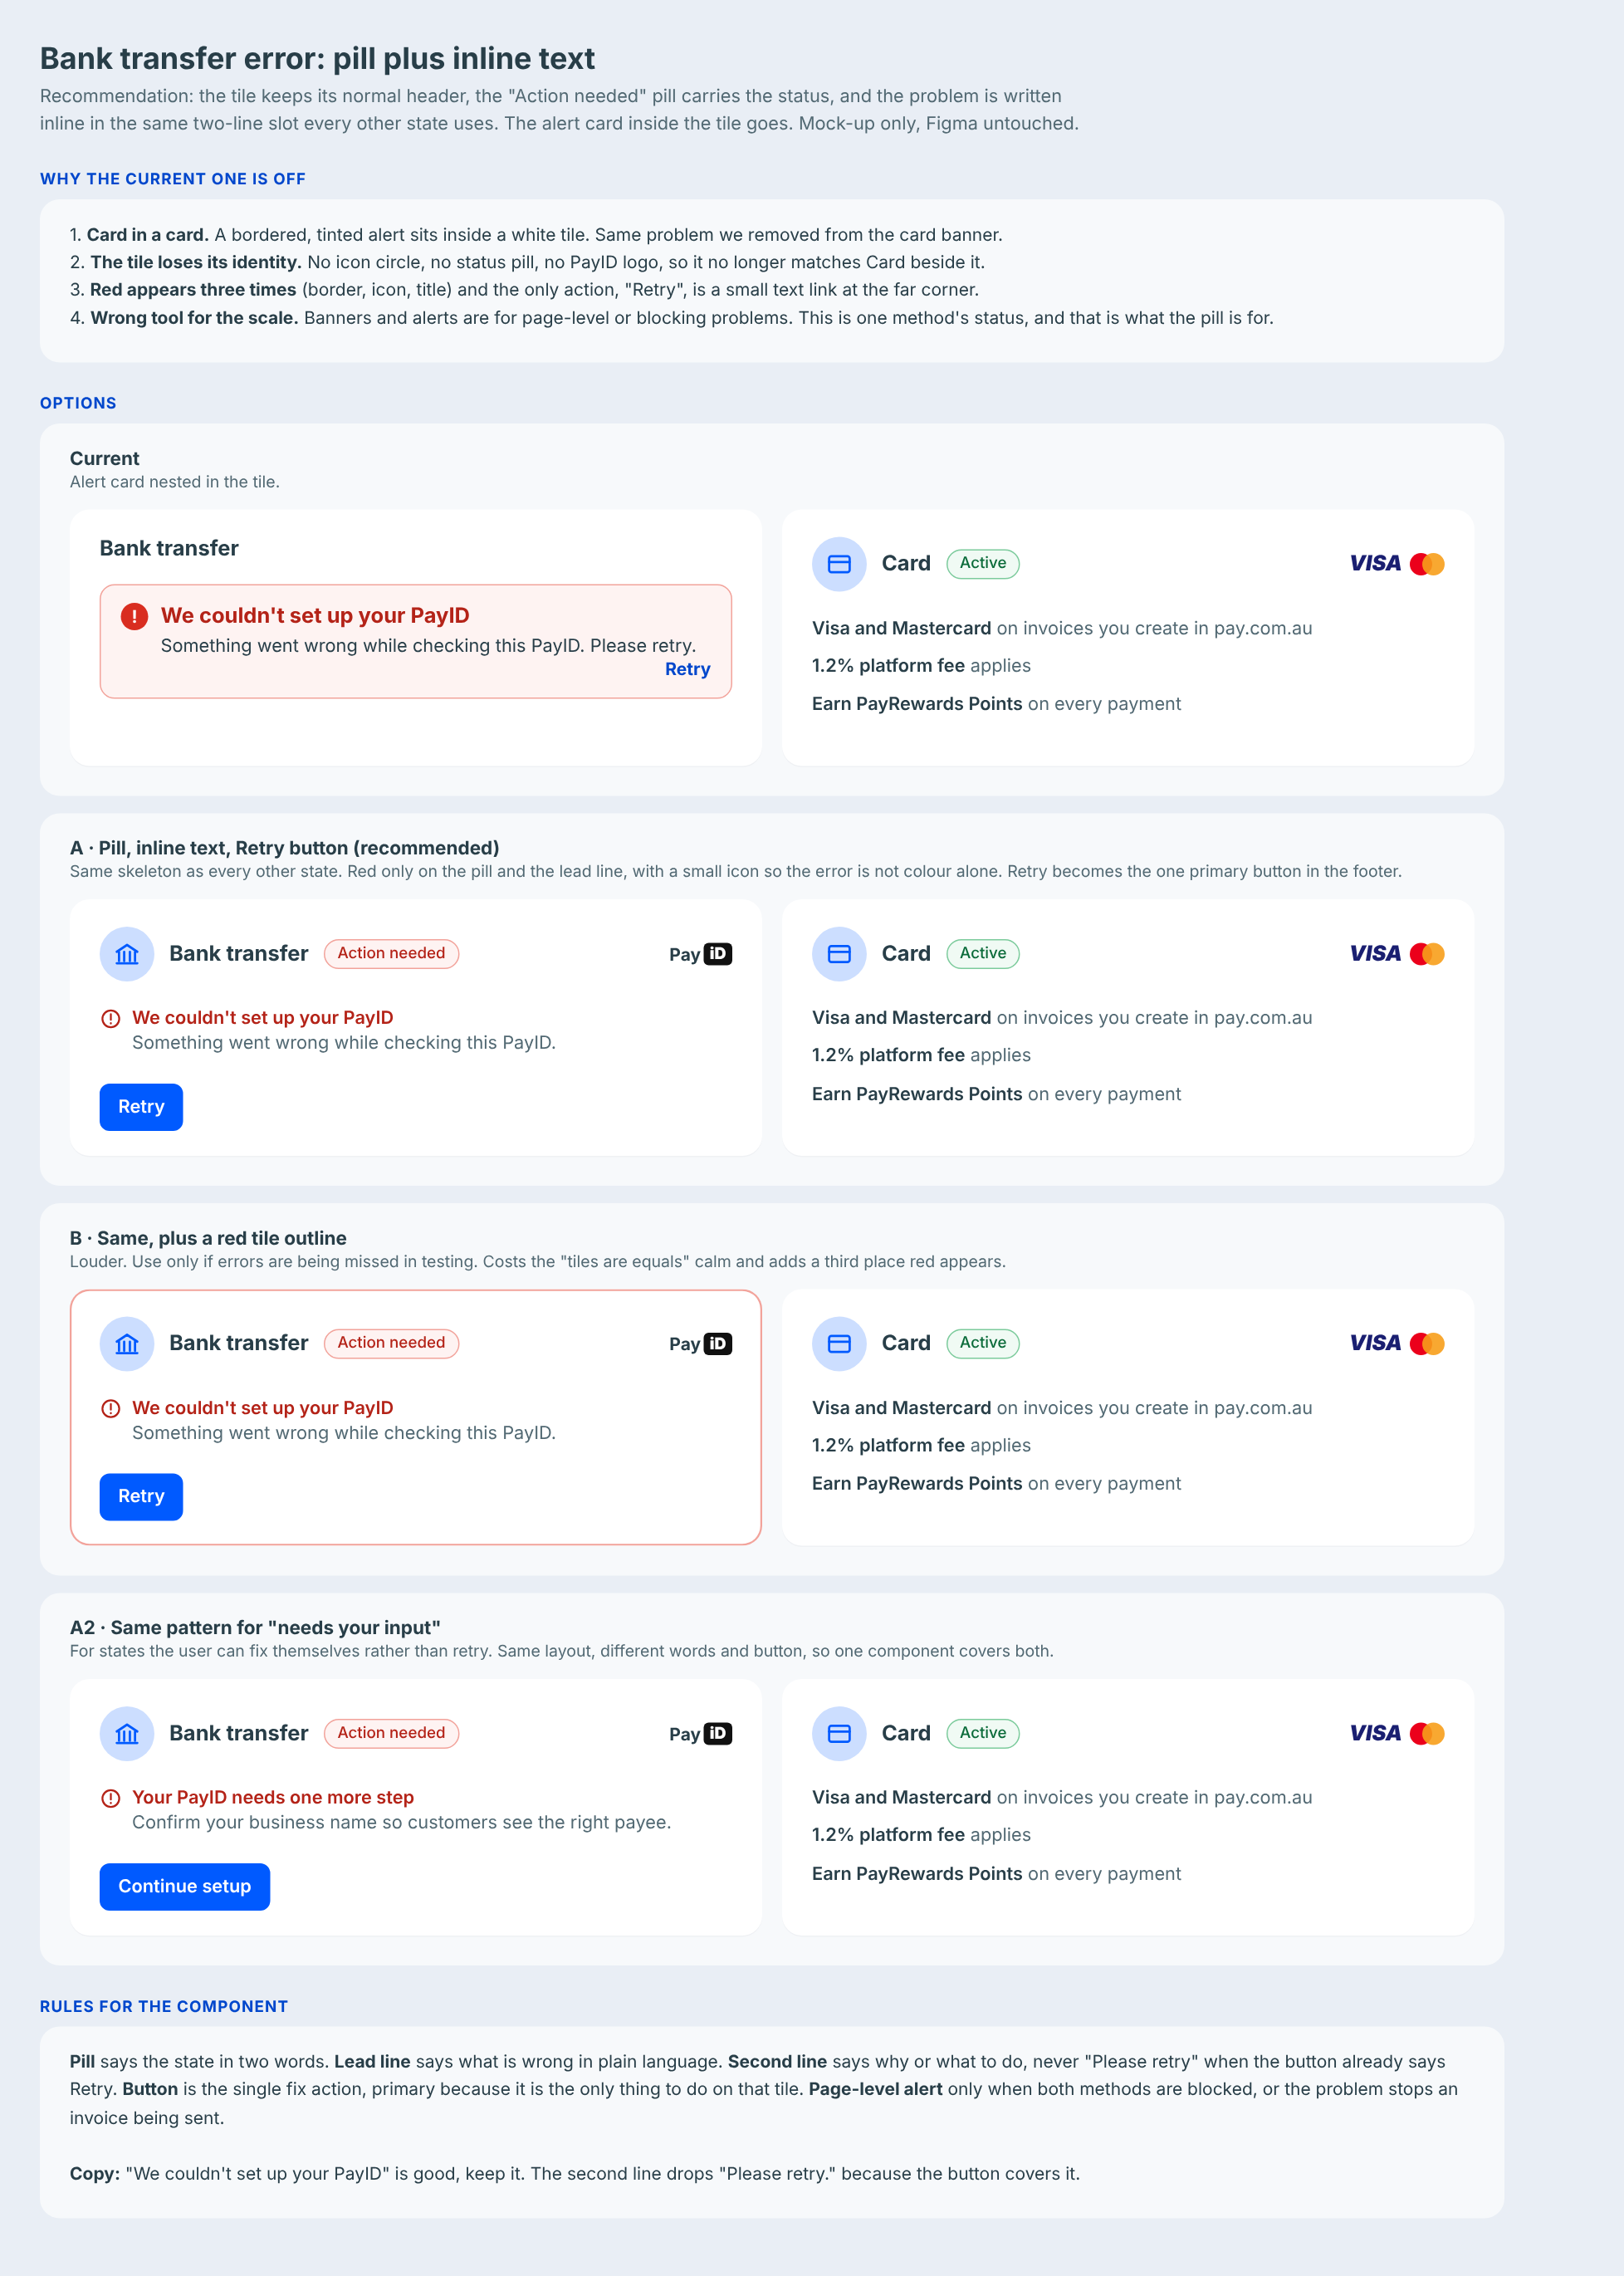 Bank transfer error: pill plus inline text
Recommendation: the tile keeps its normal header, the "Action needed" pill carries the status, and the problem is written
inline in the same two-line slot every other state uses. The alert card inside the tile goes. Mock-up only, Figma untouched.
WHY THE CURRENT ONE IS OFF
1. Card in a card. A bordered, tinted alert sits inside a white tile. Same problem we removed from the card banner.
2. The tile loses its identity. No icon circle, no status pill, no PayID logo, so it no longer matches Card beside it.
3. Red appears three times (border, icon, title) and the only action, "Retry", is a small text link at the far corner.
4. Wrong tool for the scale. Banners and alerts are for page-level or blocking problems. This is one method's status, and that is what the pill is for.
OPTIONS
Current
Alert card nested in the tile.
Bank transfer
! We couldn't set up your PayID
Something went wrong while checking this PayID. Please retry.
Retry
Card Active VISA
Visa and Mastercard on invoices you create in pay.com.au
1.2% platform fee applies
Earn PayRewards Points on every payment
A · Pill, inline text, Retry button (recommended)
Same skeleton as every other state. Red only on the pill and the lead line, with a small icon so the error is not colour alone. Retry becomes the one primary button in the footer.
Bank transfer Action needed Pay iD
! We couldn't set up your PayID
Something went wrong while checking this PayID.
Retry
Card Active VISA
Visa and Mastercard on invoices you create in pay.com.au
1.2% platform fee applies
Earn PayRewards Points on every payment
B · Same, plus a red tile outline
Louder. Use only if errors are being missed in testing. Costs the "tiles are equals" calm and adds a third place red appears.
Bank transfer Action needed Pay iD
! We couldn't set up your PayID
Something went wrong while checking this PayID.
Retry
Card Active VISA
Visa and Mastercard on invoices you create in pay.com.au
1.2% platform fee applies
Earn PayRewards Points on every payment
A2 · Same pattern for "needs your input"
For states the user can fix themselves rather than retry. Same layout, different words and button, so one component covers both.
Bank transfer Action needed Pay iD
! Your PayID needs one more step
Confirm your business name so customers see the right payee.
Continue setup
Card Active VISA
Visa and Mastercard on invoices you create in pay.com.au
1.2% platform fee applies
Earn PayRewards Points on every payment
RULES FOR THE COMPONENT
Pill says the state in two words. Lead line says what is wrong in plain language. Second line says why or what to do, never "Please retry" when the button already says
Retry. Button is the single fix action, primary because it is the only thing to do on that tile. Page-level alert only when both methods are blocked, or the problem stops an
invoice being sent.
Copy: "We couldn't set up your PayID" is good, keep it. The second line drops "Please retry." because the button covers it.